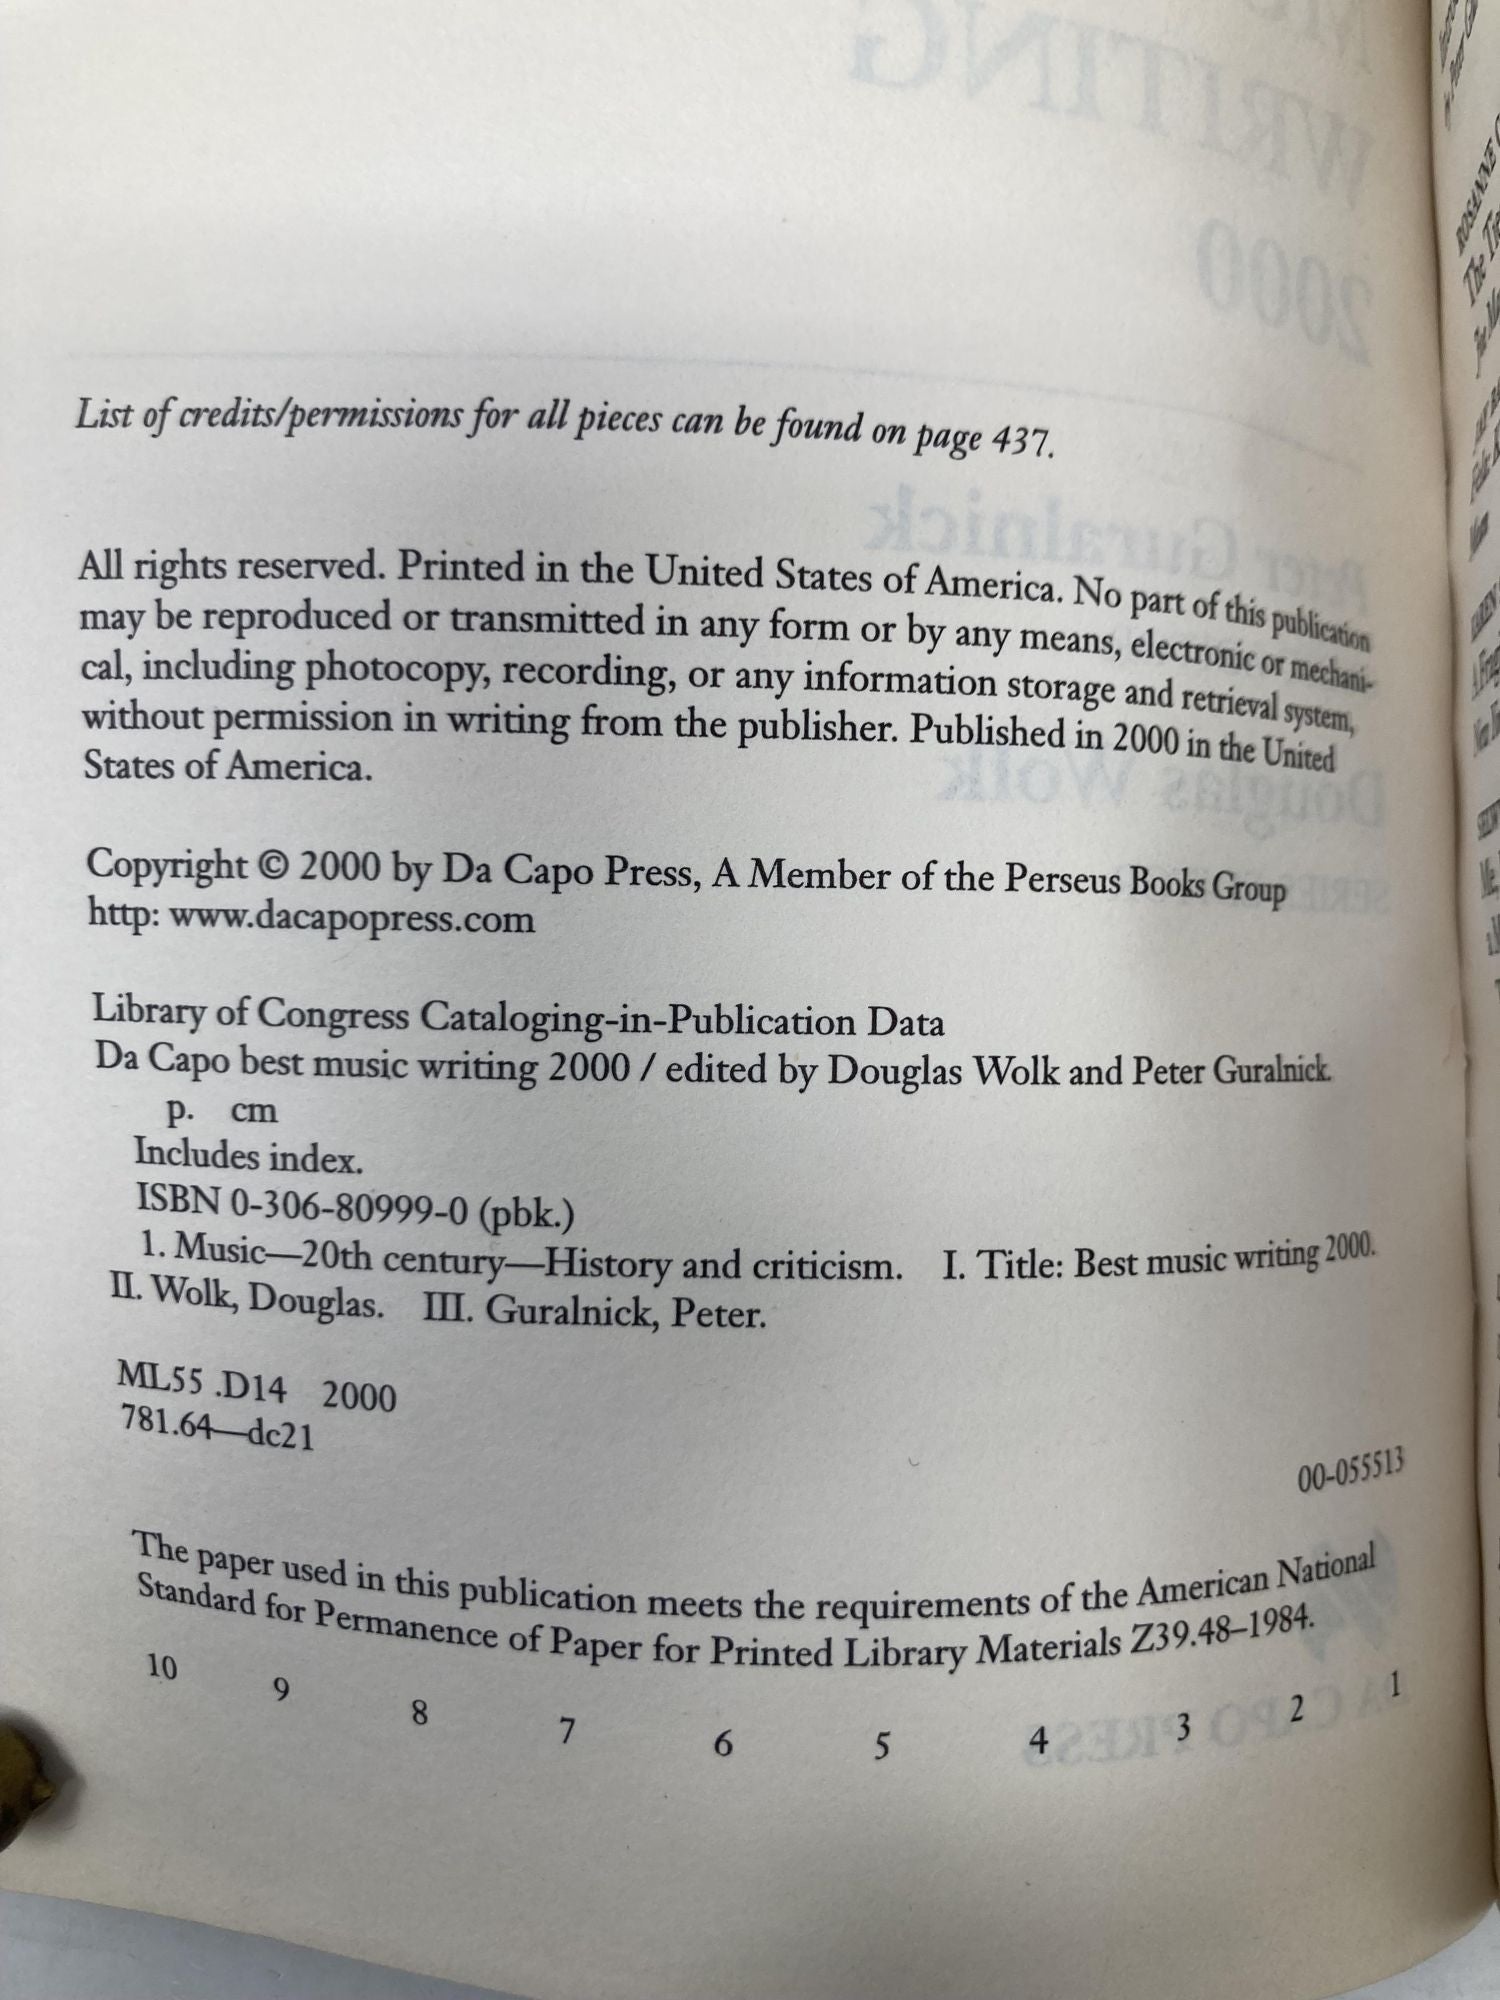 List of credits/permissions for all pieces can be found on page 437.
All rights reserved. Printed in the United States of America. No part of this publication
may be reproduced or transmitted in any form or by any means, electronic or mechani-
cal, including photocopy, recording, or any information storage and retrieval system,
without permission in writing from the publisher. Published in 2000 in the United
States of America.
Copyright © 2000 by Da Capo Press, A Member of the Perseus Books Group
http: www.dacapopress.com
Library of Congress Cataloging-in-Publication Data
Da Capo best music writing 2000 / edited by Douglas Wolk and Peter Guralnick.
p. cm
Includes index.
ISBN 0-306-80999-0 (pbk.)
1. Music—20th century—History and criticism. I. Title: Best music writing 2000.
II. Wolk, Douglas. III. Guralnick, Peter.
ML55 .D14 2000
781.64—dc21
00-055513
The paper used in this publication meets the requirements of the American National
Standard for Permanence of Paper for Printed Library Materials Z39.48–1984.
10 9 8 7 6 5 4 3 2 1
ROSANNE
The